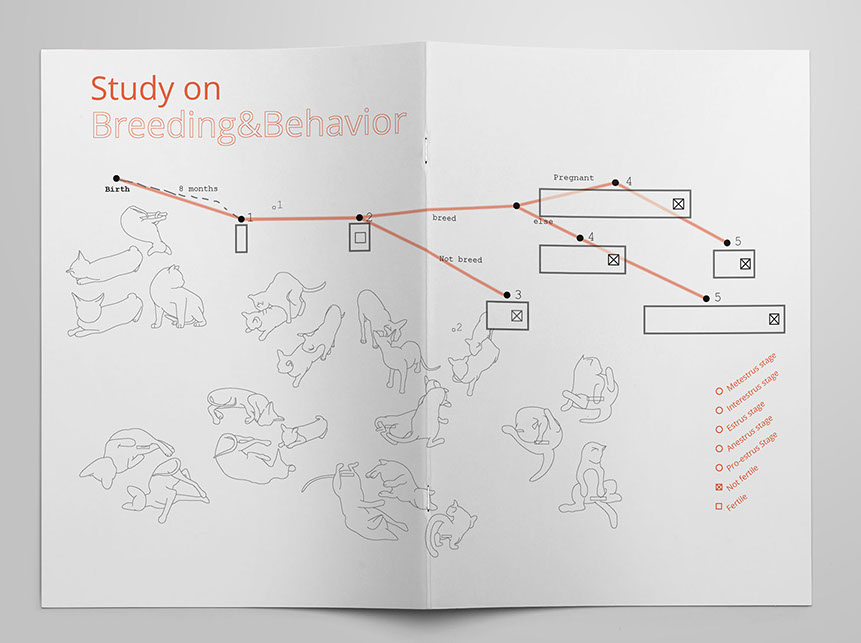 Study on
Breeding&Behavior
Birth
8 months
1
1
2
breed
Not breed
3
2
Pregnant
4
else
4
5
5
Metestrus stage
Interestrus stage
Estrus stage
Anestrus stage
Pro-estrus Stage
Not fertile
Fertile